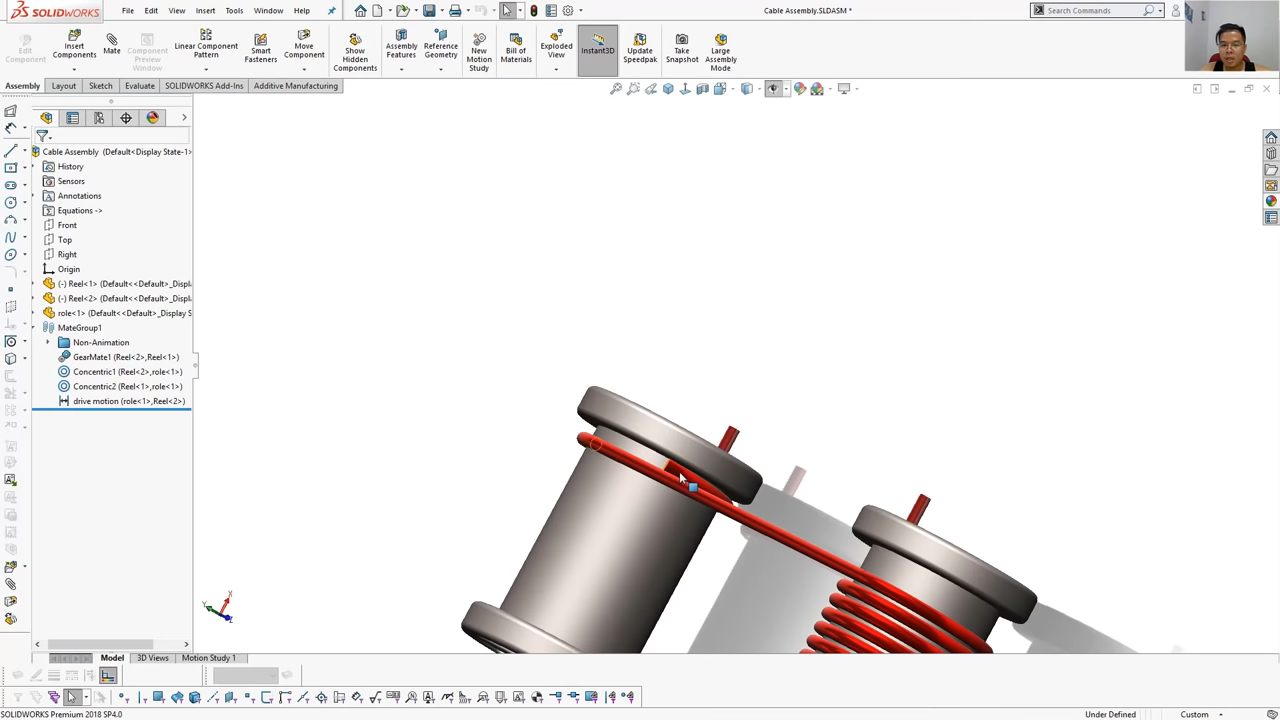 SOLIDWORKS
File Edit View Insert Tools Window Help
Cable Assembly.SLDASM *
Search Commands
Edit Component
Insert Components
Mate
Component Preview Window
Linear Component Pattern
Smart Fasteners
Move Component
Show Hidden Components
Assembly Features
Reference Geometry
New Motion Study
Bill of Materials
Exploded View
Instant3D
Update Speedpak
Take Snapshot
Large Assembly Mode
Assembly Layout Sketch Evaluate SOLIDWORKS Add-Ins Additive Manufacturing
Cable Assembly (Default<Display State-1>
History
Sensors
Annotations
Equations ->
Front
Top
Right
Origin
(-) Reel<1> (Default<<Default>_Displ
(-) Reel<2> (Default<<Default>_Displ
role<1> (Default<<Default>_Display S
MateGroup1
Non-Animation
GearMate1 (Reel<2>,Reel<1>)
Concentric1 (Reel<2>,role<1>)
Concentric2 (Reel<1>,role<1>)
drive motion (role<1>,Reel<2>)
X
Y
Z
Model 3D Views Motion Study 1
SOLIDWORKS Premium 2018 SP4.0
Under Defined
Custom